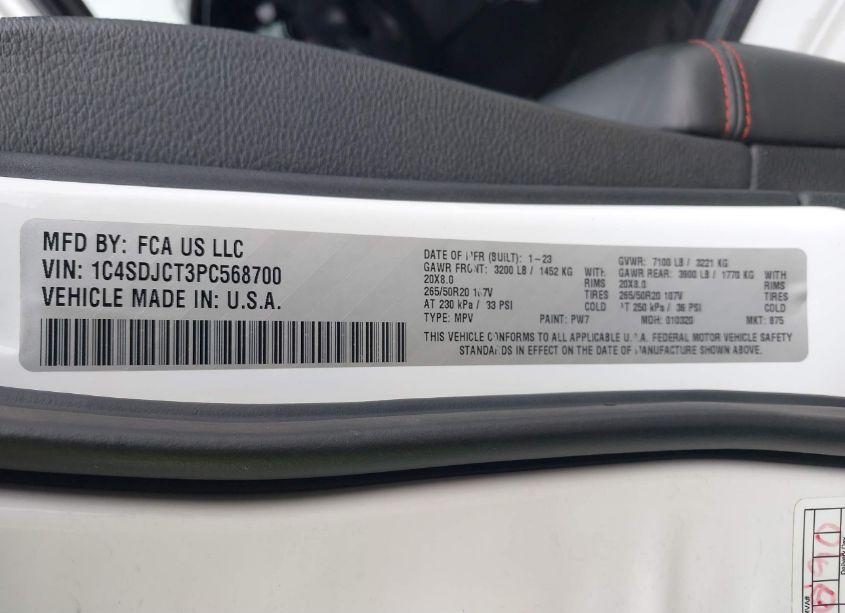 MFD BY: FCA US LLC
VIN: 1C4SDJCT3PC568700
VEHICLE MADE IN: U.S.A.
DATE OF MFR (BUILT): 1-23
GAWR FRONT: 3200 LB / 1452 KG WITH
20X8.0 RIMS
265/50R20 107V TIRES
AT 230 kPa / 33 PSI COLD
TYPE: MPV PAINT: PW7
GVWR: 7100 LB / 3221 KG
GAWR REAR: 3900 LB / 1770 KG WITH
20X8.0 RIMS
265/50R20 107V TIRES
AT 250 kPa / 36 PSI COLD
MDH: 010320 MKT: 875
THIS VEHICLE CONFORMS TO ALL APPLICABLE U.S.A. FEDERAL MOTOR VEHICLE SAFETY
STANDARDS IN EFFECT ON THE DATE OF MANUFACTURE SHOWN ABOVE.